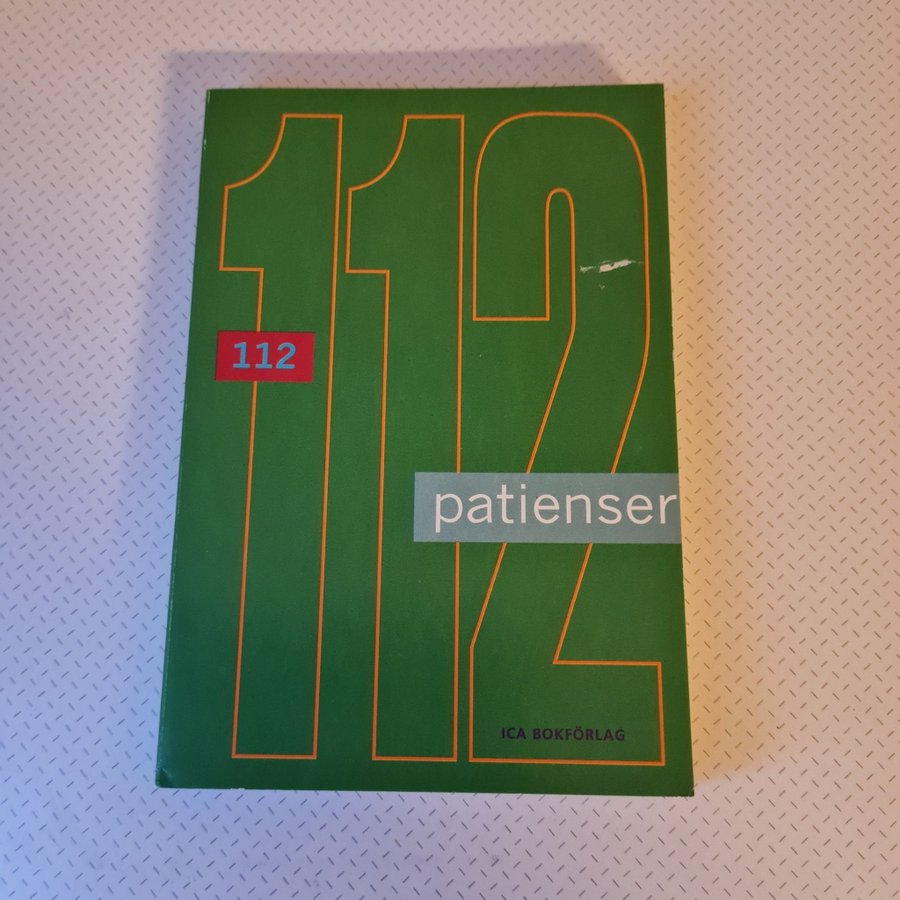 112
112
patienser
ICA BOKFÖRLAG